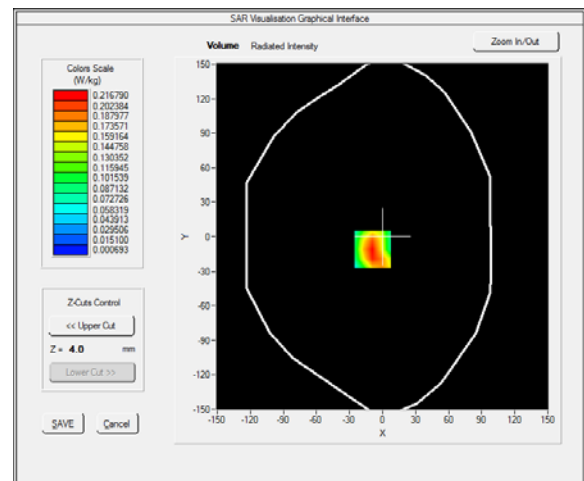 SAR Visualisation Graphical Interface
Volume Radiated Intensity
Zoom In/Out
Colors Scale
(W/kg)
0.216790
0.202384
0.187977
0.173571
0.159164
0.144758
0.130352
0.115945
0.101539
0.087132
0.072726
0.058319
0.043913
0.029506
0.015100
0.000693
Z-Cuts Control
<< Upper Cut
Z = 4.0 mm
Lower Cut >>
SAVE Cancel
150
120
90
60
30
0
-30
-60
-90
-120
-150
Y
-150 -120 -90 -60 -30 0 30 60 90 120 150
X